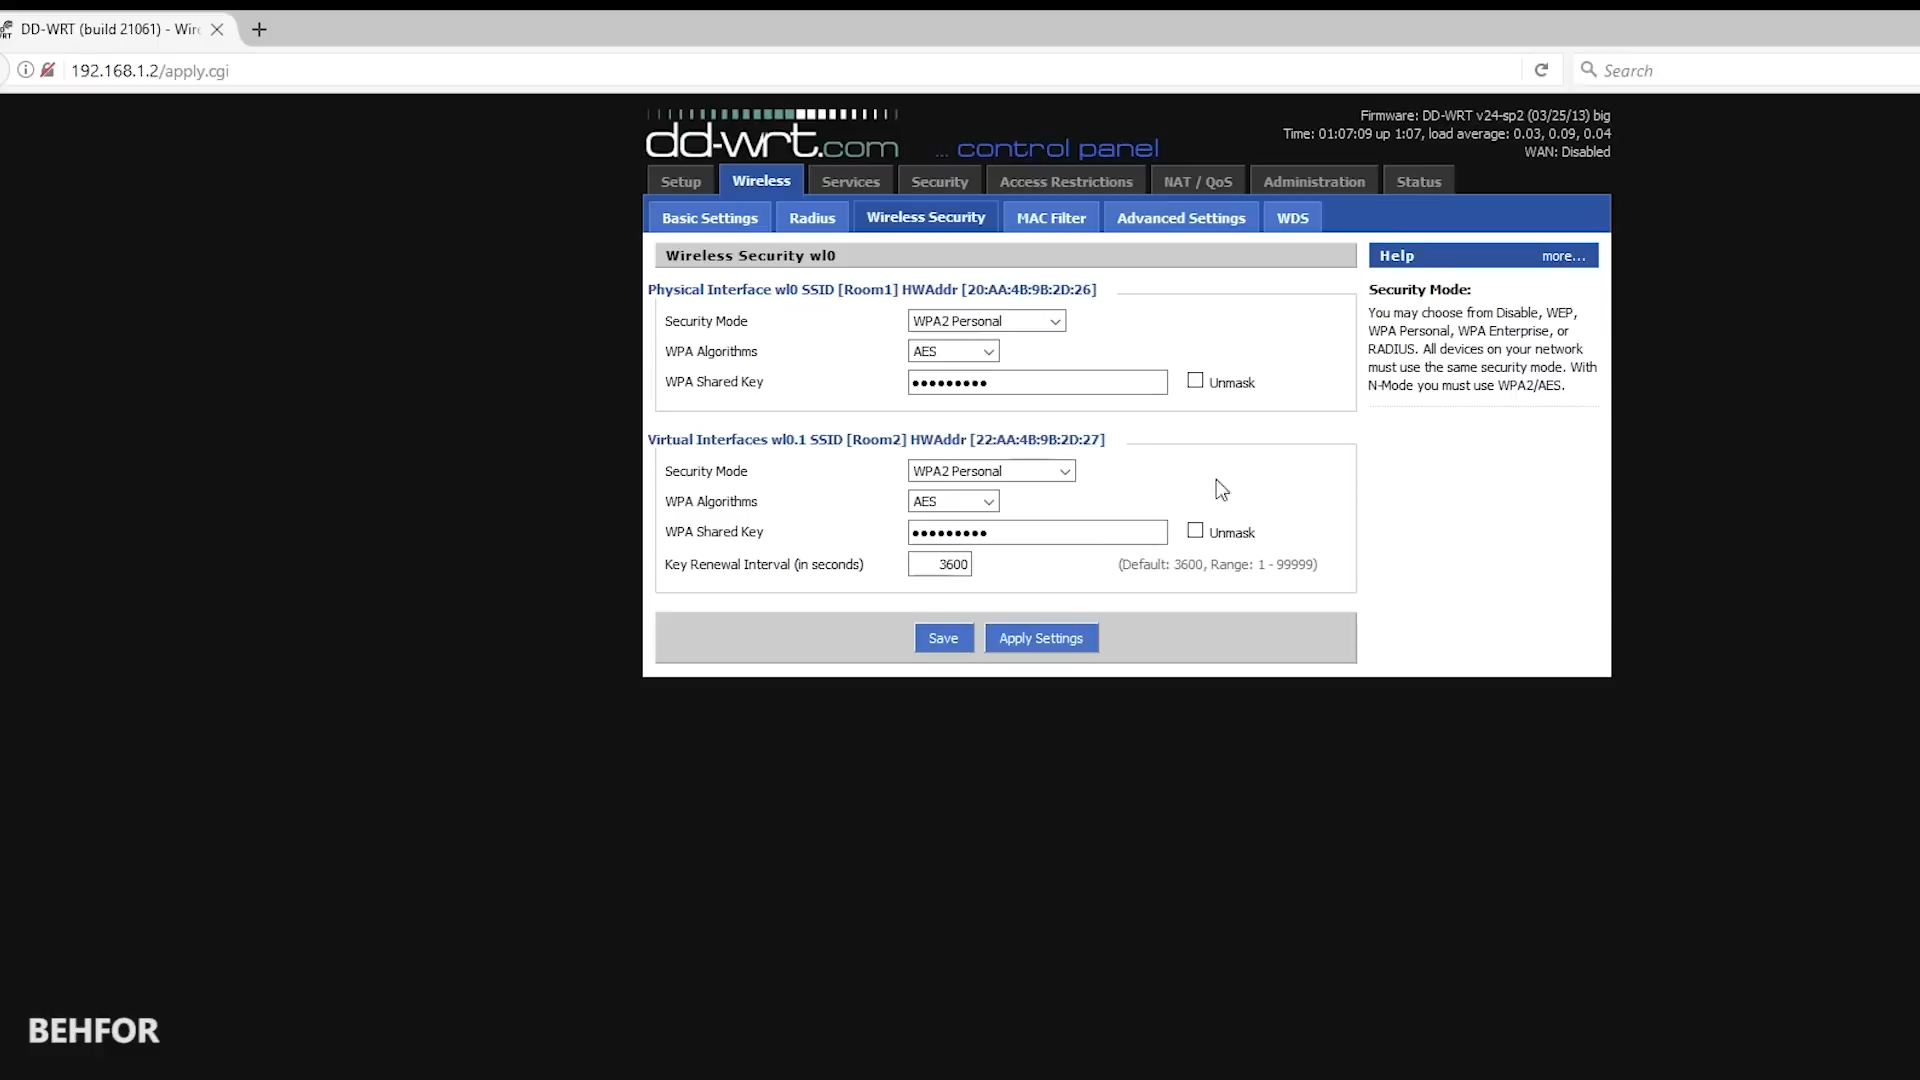 DD-WRT (build 21061) - Wire
192.168.1.2/apply.cgi
Search
dd-wrt.com ... control panel
Firmware: DD-WRT v24-sp2 (03/25/13) big
Time: 01:07:09 up 1:07, load average: 0.03, 0.09, 0.04
WAN: Disabled
Setup Wireless Services Security Access Restrictions NAT / QoS Administration Status
Basic Settings Radius Wireless Security MAC Filter Advanced Settings WDS
Wireless Security wl0
Physical Interface wl0 SSID [Room1] HWAddr [20:AA:4B:9B:2D:26]
Security Mode WPA2 Personal
WPA Algorithms AES
WPA Shared Key ••••••••• Unmask
Virtual Interfaces wl0.1 SSID [Room2] HWAddr [22:AA:4B:9B:2D:27]
Security Mode WPA2 Personal
WPA Algorithms AES
WPA Shared Key ••••••••• Unmask
Key Renewal Interval (in seconds) 3600 (Default: 3600, Range: 1 - 99999)
Save Apply Settings
Help more...
Security Mode:
You may choose from Disable, WEP,
WPA Personal, WPA Enterprise, or
RADIUS. All devices on your network
must use the same security mode. With
N-Mode you must use WPA2/AES.
BEHFOR